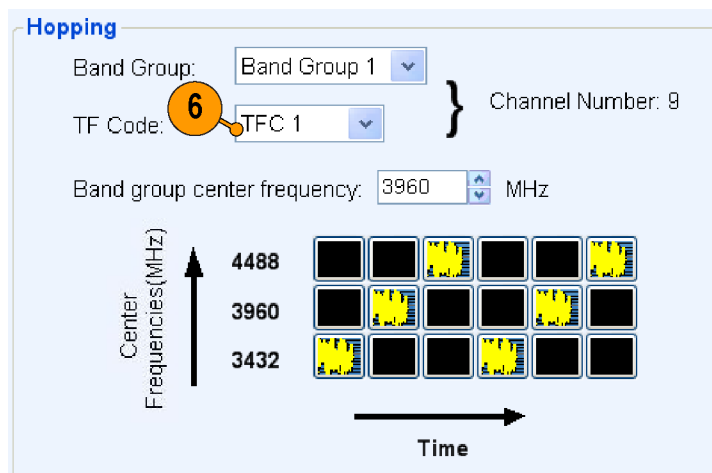 Hopping
Band Group: Band Group 1
6
TF Code: TFC 1
Channel Number: 9
Band group center frequency: 3960 MHz
Center
Frequencies(MHz)
4488
3960
3432
Time